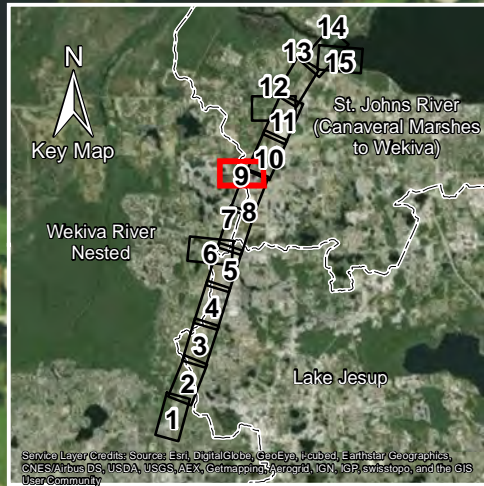 14
13
15
12
N
St. Johns River
(Canaveral Marshes
to Wekiva)
11
Key Map
10
9
7 8
Wekiva River
Nested
6
5
4
3
Lake Jesup
2
1
Service Layer Credits: Source: Esri, DigitalGlobe, GeoEye, i-cubed, Earthstar Geographics,
CNES/Airbus DS, USDA, USGS, AEX, Getmapping, Aerogrid, IGN, IGP, swisstopo, and the GIS
User Community